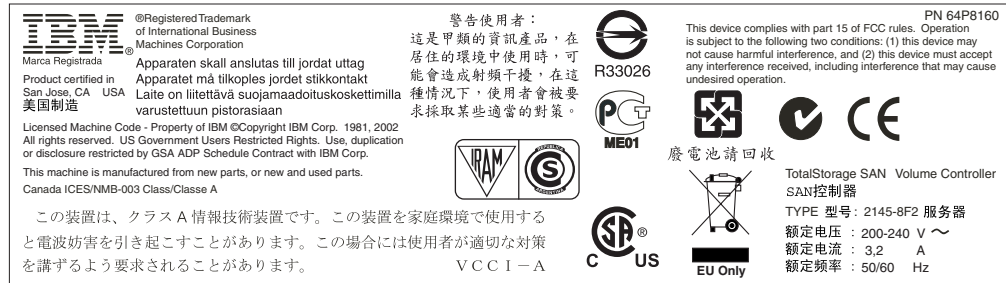 IBM®
Marca Registrada
®Registered Trademark
of International Business
Machines Corporation
Product certified in
San Jose, CA USA
美国制造
Apparaten skall anslutas till jordat uttag
Apparatet må tilkoples jordet stikkontakt
Laite on liitettävä suojamaadoituskoskettimilla
varustettuun pistorasiaan
Licensed Machine Code - Property of IBM ©Copyright IBM Corp. 1981, 2002
All rights reserved. US Government Users Restricted Rights. Use, duplication
or disclosure restricted by GSA ADP Schedule Contract with IBM Corp.
This machine is manufactured from new parts, or new and used parts.
Canada ICES/NMB-003 Class/Classe A
この装置は、クラスA情報技術装置です。この装置を家庭環境で使用する
と電波妨害を引き起こすことがあります。この場合には使用者が適切な対策
を講ずるよう要求されることがあります。 VCCI-A
警告使用者：
這是甲類的資訊產品，在
居住的環境中使用時，可
能會造成射頻干擾，在這
種情況下，使用者會被要
求採取某些適當的對策。
IRAM
REPUBLICA
S
ARGENTINA
R33026
PCT
ME01
C SA ® US
PN 64P8160
This device complies with part 15 of FCC rules. Operation
is subject to the following two conditions: (1) this device may
not cause harmful interference, and (2) this device must accept
any interference received, including interference that may cause
undesired operation.
CE
廢電池請回收
EU Only
TotalStorage SAN Volume Controller
SAN控制器
TYPE 型号: 2145-8F2 服务器
额定电压 : 200-240 V ～
额定电流 : 3,2 A
额定频率 : 50/60 Hz